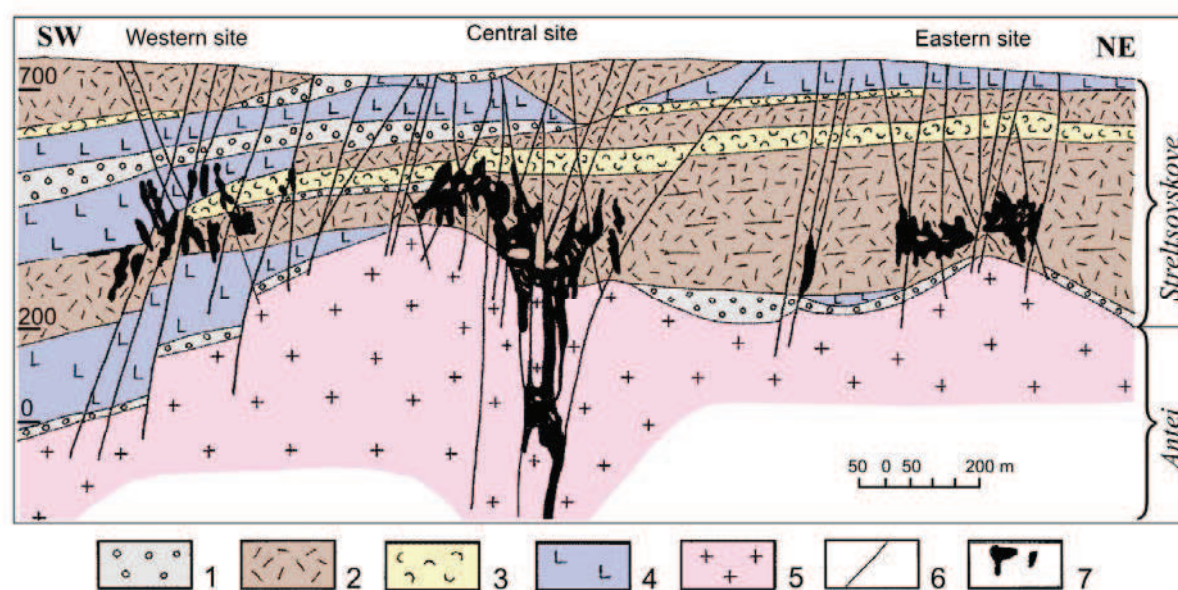 SW
Western site
Central site
Eastern site
NE
700
200
0
50 0 50 200 m
Streltsovskove
Antei
1 2 3 4 5 6 7